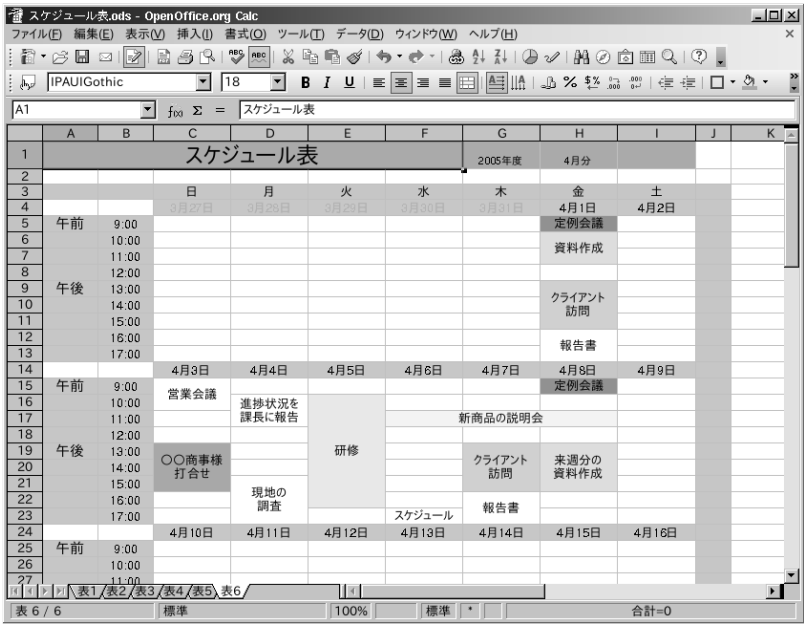 スケジュール表.ods - OpenOffice.org Calc
ファイル(F) 編集(E) 表示(V) 挿入(I) 書式(O) ツール(T) データ(D) ウィンドウ(W) ヘルプ(H)
IPAUIGothic 18
A1 f(x) Σ = スケジュール表
A B C D E F G H I J K
1 スケジュール表 2005年度 4月分
2
3 日 月 火 水 木 金 土
4 3月27日 3月28日 3月29日 3月30日 3月31日 4月1日 4月2日
5 午前 9:00 定例会議
6 10:00
資料作成
7 11:00
8 12:00
9 午後 13:00
クライアント
10 14:00
訪問
11 15:00
12 16:00
報告書
13 17:00
14 4月3日 4月4日 4月5日 4月6日 4月7日 4月8日 4月9日
15 午前 9:00 定例会議
営業会議
16 10:00 進捗状況を
17 11:00 課長に報告 新商品の説明会
18 12:00
19 午後 13:00 研修
〇〇商事様 クライアント 来週分の
20 14:00 打合せ 訪問 資料作成
21 15:00
現地の
22 16:00 調査 報告書
23 17:00 スケジュール
24 4月10日 4月11日 4月12日 4月13日 4月14日 4月15日 4月16日
25 午前 9:00
26 10:00
27 11:00
表1 表2 表3 表4 表5 表6
表 6 / 6 標準 100% 標準 * 合計=0